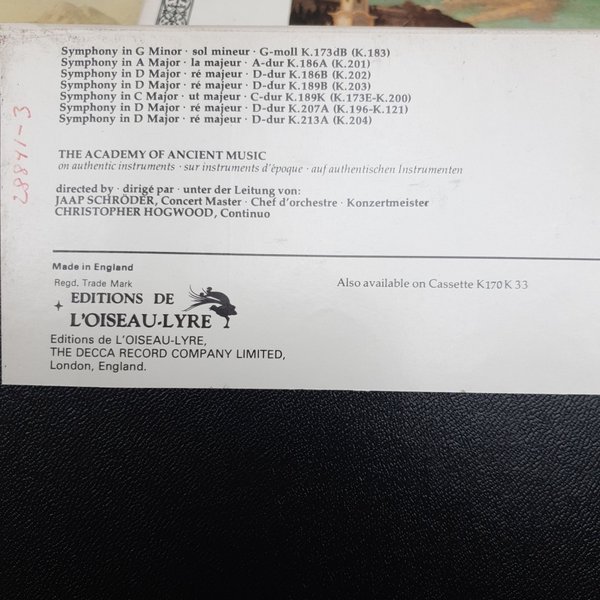 Symphony in G Minor · sol mineur · G-moll K.173dB (K.183)
Symphony in A Major · la majeur · A-dur K.186A (K.201)
Symphony in D Major · ré majeur · D-dur K.186B (K.202)
Symphony in D Major · ré majeur · D-dur K.189B (K.203)
Symphony in C Major · ut majeur · C-dur K.189K (K.173E-K.200)
Symphony in D Major · ré majeur · D-dur K.207A (K.196-K.121)
Symphony in D Major · ré majeur · D-dur K.213A (K.204)
28841-3
THE ACADEMY OF ANCIENT MUSIC
on authentic instruments · sur instruments d'époque · auf authentischen Instrumenten
directed by · dirigé par · unter der Leitung von:
JAAP SCHRÖDER, Concert Master · Chef d'orchestre · Konzertmeister
CHRISTOPHER HOGWOOD, Continuo
Made in England
Regd. Trade Mark
EDITIONS DE
L'OISEAU-LYRE
Also available on Cassette K170K 33
Editions de L'OISEAU-LYRE,
THE DECCA RECORD COMPANY LIMITED,
London, England.